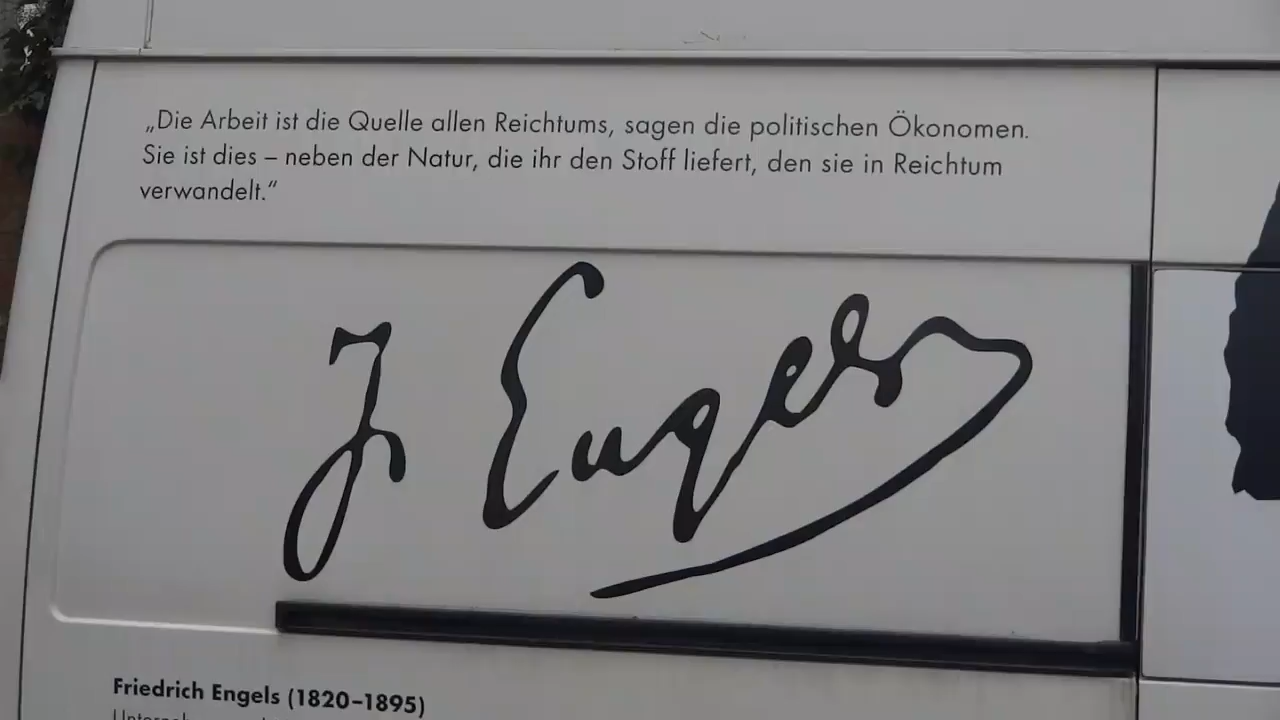 „Die Arbeit ist die Quelle allen Reichtums, sagen die politischen Ökonomen.
Sie ist dies – neben der Natur, die ihr den Stoff liefert, den sie in Reichtum
verwandelt.“
F Engels
Friedrich Engels (1820–1895)